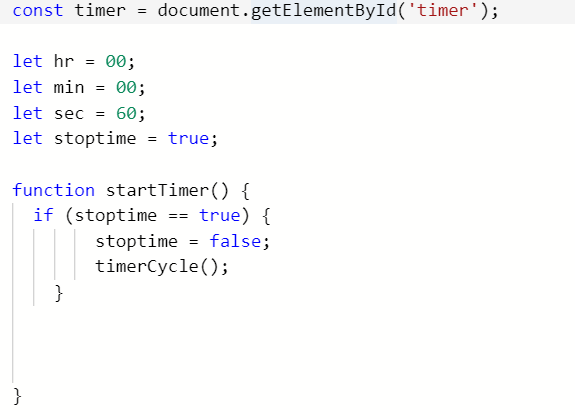 const timer = document.getElementById('timer');
let hr = 00;
let min = 00;
let sec = 60;
let stoptime = true;
function startTimer() {
if (stoptime == true) {
stoptime = false;
timerCycle();
}
}